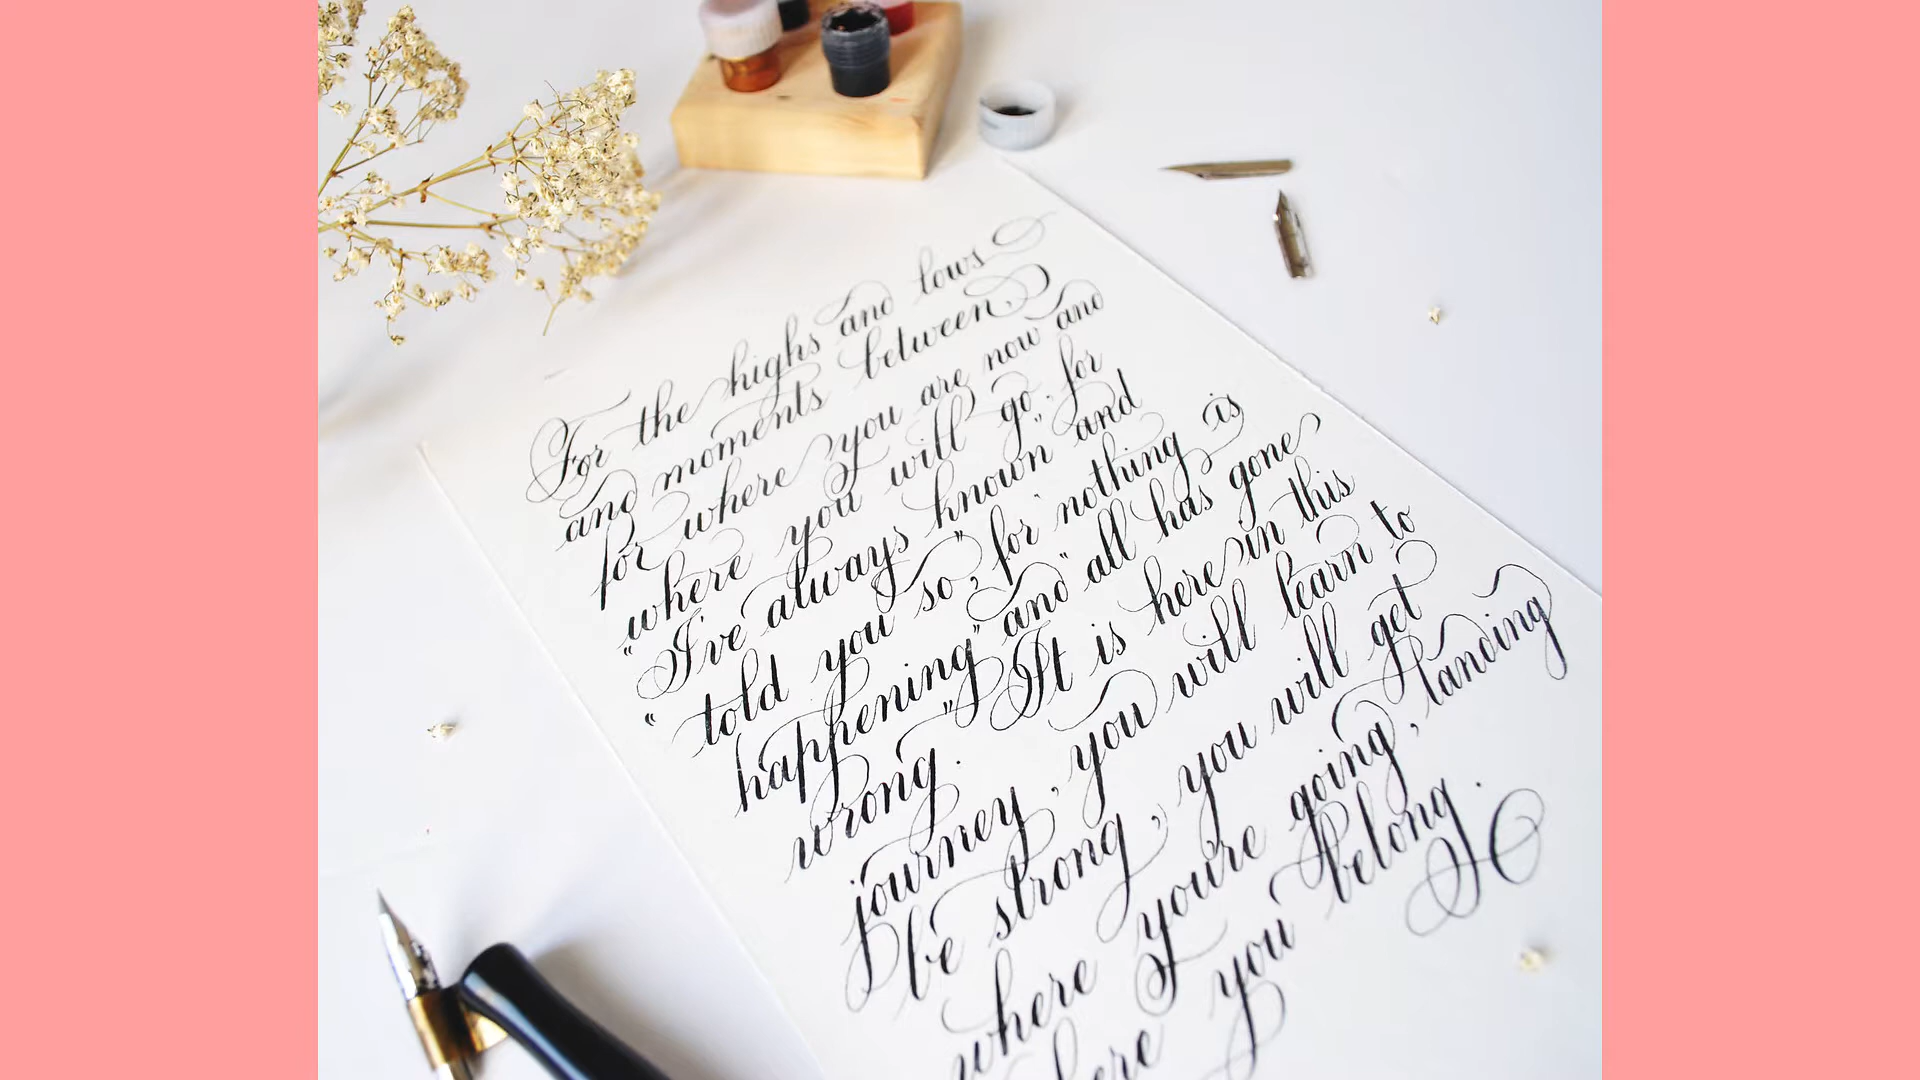 For the highs and lows
and moments between,
for where you are now and
where you will go. for
"I've always known" and
"told you so", for "nothing is
happening" and "all has gone
wrong." It is here in this
journey, you will learn to
be strong, you will get
where you're going, landing
where you belong.